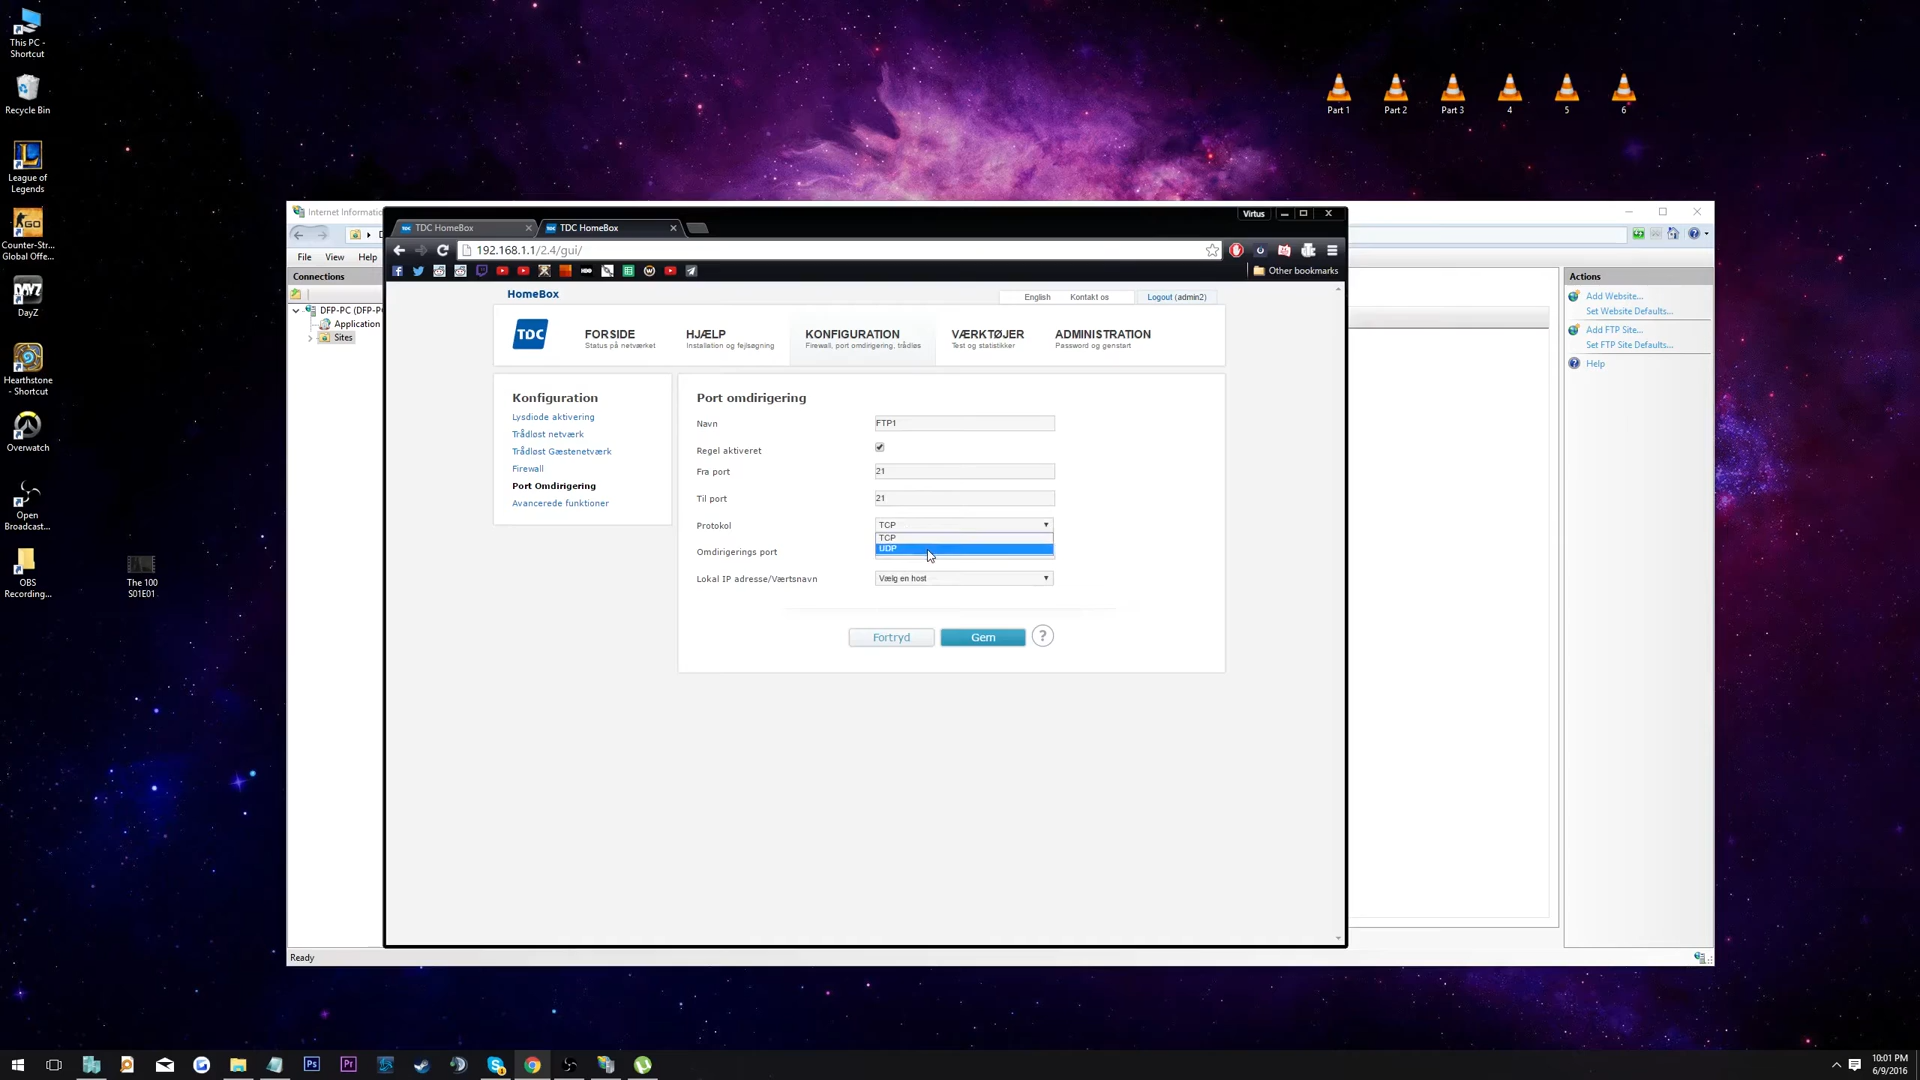 This PC -
Shortcut
Recycle Bin
League of
Legends
Counter-Str...
Global Offe...
DayZ
Hearthstone
- Shortcut
Overwatch
Open
Broadcast...
OBS
Recording...
The 100
S01E01
Part 1
Part 2
Part 3
4
5
6
Internet Informati
File
View
Help
Connections
DFP-PC (DFP-P
Application
Sites
Ready
Virtus
TDC HomeBox
TDC HomeBox
192.168.1.1/2.4/gui/
Other bookmarks
HomeBox
English
Kontakt os
Logout (admin2)
TDC
FORSIDE
Status på netværket
HJÆLP
Installation og fejlsøgning
KONFIGURATION
Firewall, port omdirigering, trådløs
VÆRKTØJER
Test og statistikker
ADMINISTRATION
Password og genstart
Konfiguration
Lysdiode aktivering
Trådløst netværk
Trådløst Gæstenetværk
Firewall
Port Omdirigering
Avancerede funktioner
Port omdirigering
Navn
FTP1
Regel aktiveret
Fra port
21
Til port
21
Protokol
TCP
TCP
UDP
Omdirigerings port
Lokal IP adresse/Værtsnavn
Vælg en host
Fortryd
Gem
?
Actions
Add Website...
Set Website Defaults...
Add FTP Site...
Set FTP Site Defaults...
Help
10:01 PM
6/9/2016